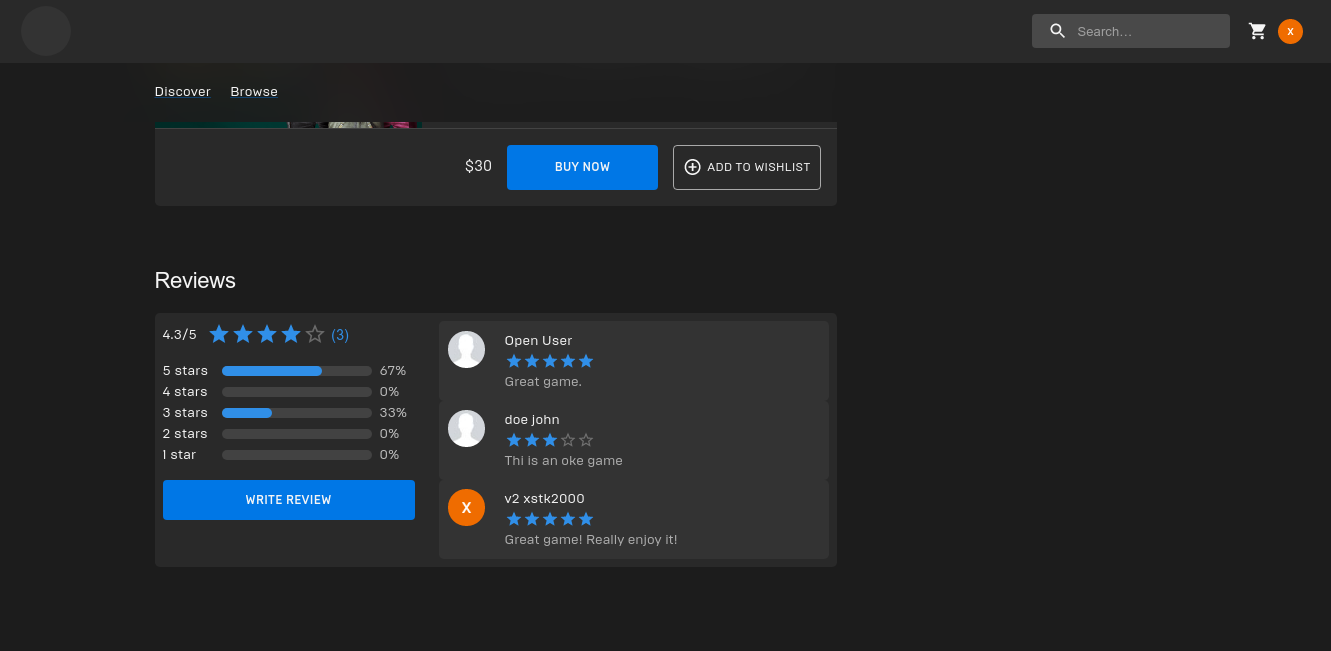 Search...
X
Discover Browse
$30 BUY NOW ADD TO WISHLIST
Reviews
4.3/5 (3)
5 stars 67%
4 stars 0%
3 stars 33%
2 stars 0%
1 star 0%
WRITE REVIEW
Open User
Great game.
doe john
Thi is an oke game
X
v2 xstk2000
Great game! Really enjoy it!